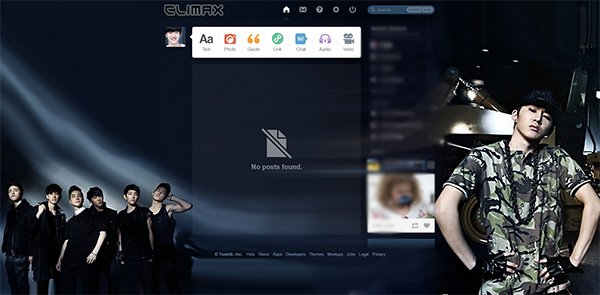 CLIMAX
Search
Aa
Text Photo Quote Link Chat Audio Video
No posts found.
© Tumblr, Inc. Help About Apps Developers Themes Meetups Jobs Legal Privacy